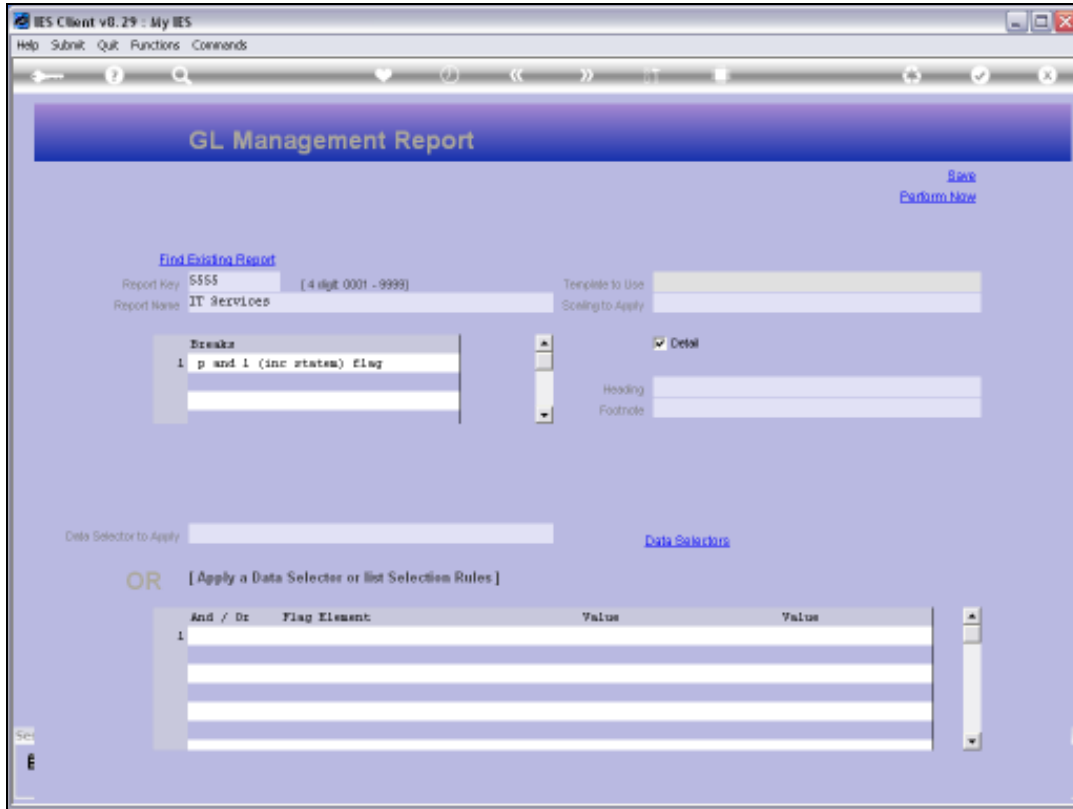 IES Client v8.29 : My IES
Help Submit Quit Functions Commands
GL Management Report
Save
Perform Now
Find Existing Report
Report Key 5555 [ 4 digit 0001 - 9999] Template to Use
Report Name IT Services Scaling to Apply
Breaks
1 p and l (inc statem) flag
Detail
Heading
Footnote
Data Selector to Apply Data Selectors
OR [ Apply a Data Selector or list Selection Rules ]
And / Or Flag Element Value Value
1